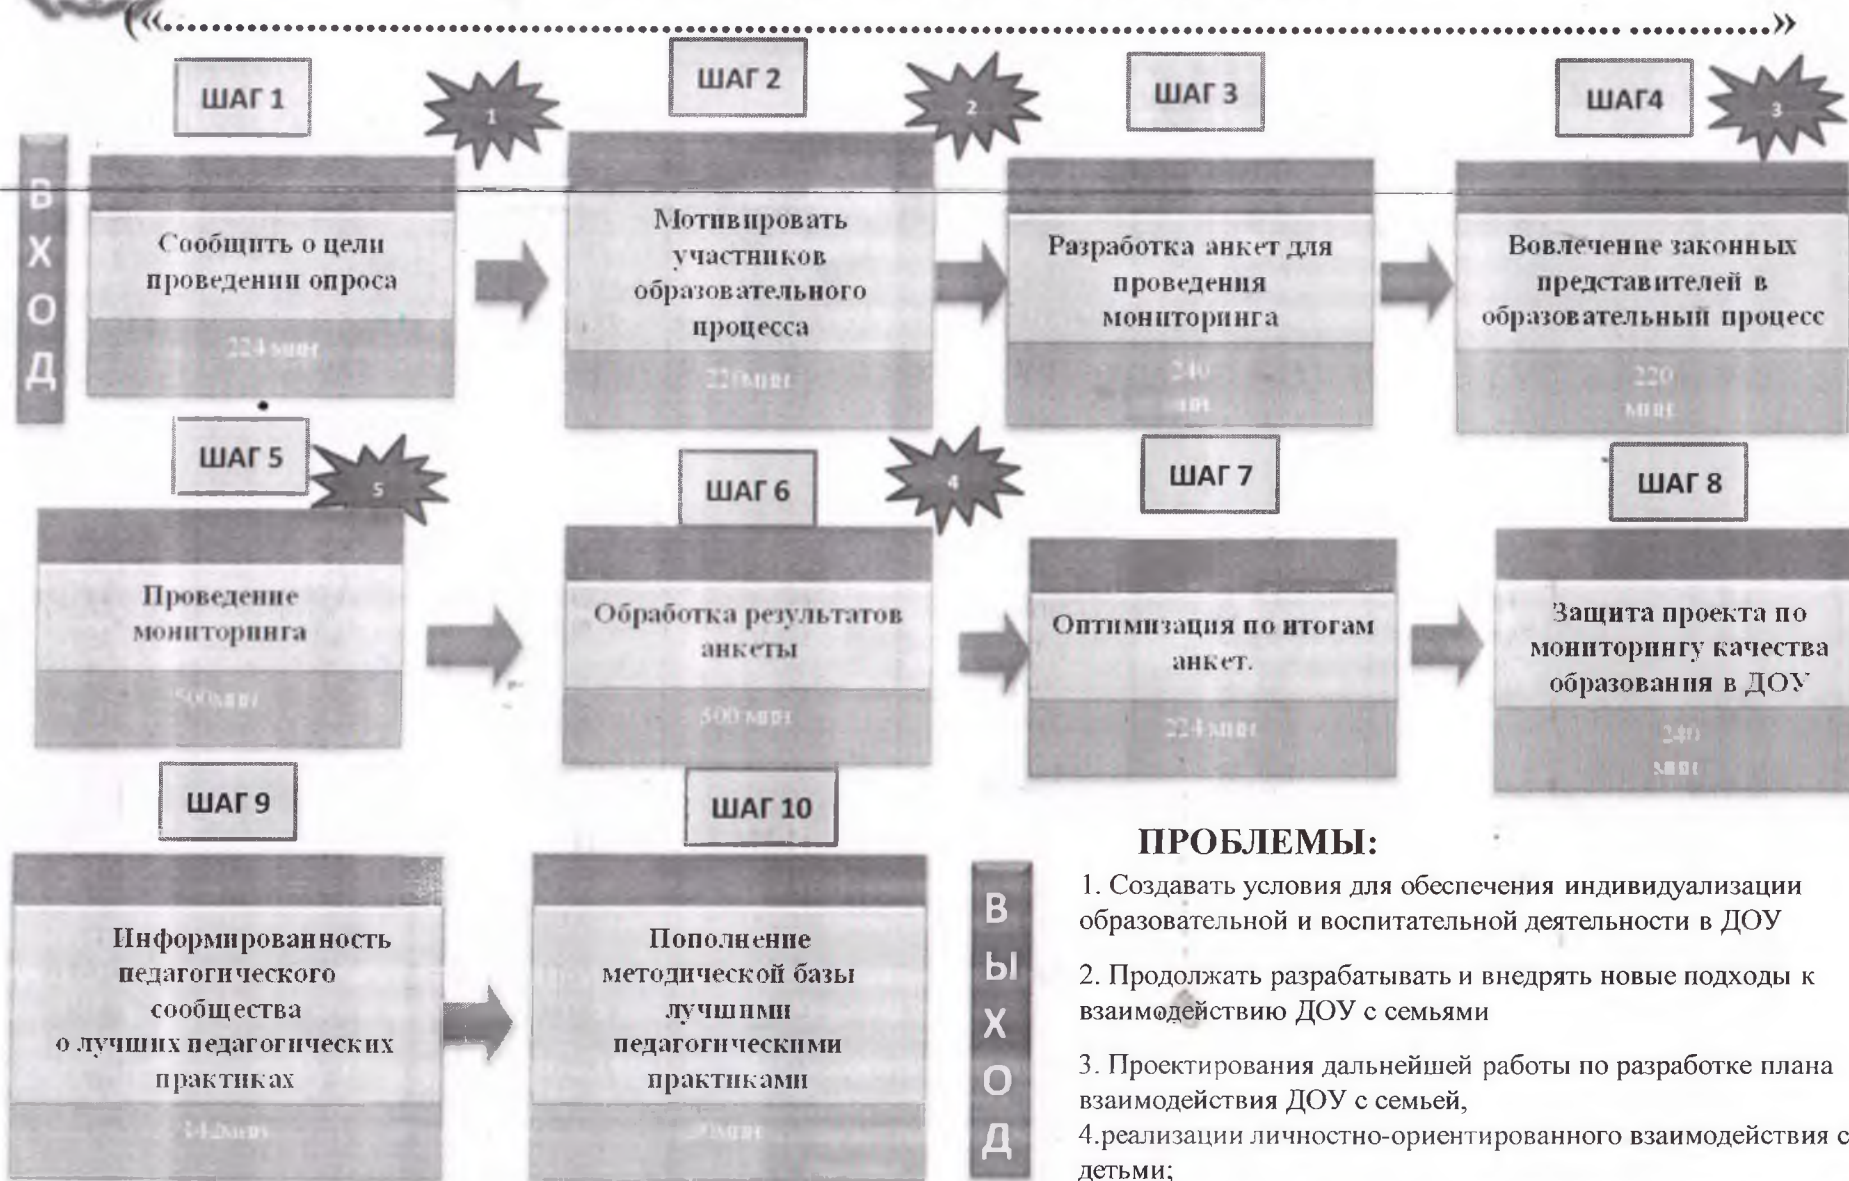 («........................................................................................................................ ............»
ШАГ 1
1
ШАГ 2
2
ШАГ 3
ШАГ4
3
ВХОД
Сообщить о цели
проведении опроса
224 мин
Мотивировать
участников
образовательного
процесса
220мин
Разработка анкет для
проведения
мониторинга
240
мин
Вовлечение законных
представителей в
образовательный процесс
220
мин
ШАГ 5
5
ШАГ 6
4
ШАГ 7
ШАГ 8
Проведение
мониторинга
Обработка результатов
анкеты
500 мин
Оптимизация по итогам
анкет.
224 мин
Защита проекта по
мониторингу качества
образования в ДОУ
240
мин
ШАГ 9
ШАГ 10
Информированность
педагогического
сообщества
о лучших педагогических
практиках
Пополнение
методической базы
лучшими
педагогическими
практиками
ВЫХОД
ПРОБЛЕМЫ:
1. Создавать условия для обеспечения индивидуализации
образовательной и воспитательной деятельности в ДОУ
2. Продолжать разрабатывать и внедрять новые подходы к
взаимодействию ДОУ с семьями
3. Проектирования дальнейшей работы по разработке плана
взаимодействия ДОУ с семьей,
4.реализации личностно-ориентированного взаимодействия с
детьми;